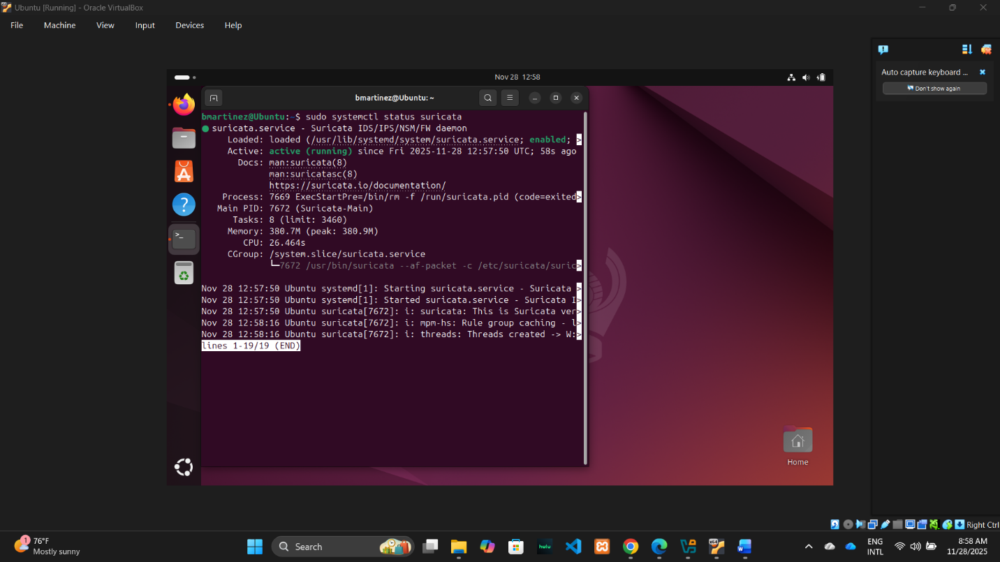 Ubuntu [Running] - Oracle VirtualBox
File Machine View Input Devices Help
Auto capture keyboard ...
Don't show again
Nov 28 12:58
bmartinez@Ubuntu: ~
bmartinez@Ubuntu:~$ sudo systemctl status suricata
● suricata.service - Suricata IDS/IPS/NSM/FW daemon
Loaded: loaded (/usr/lib/systemd/system/suricata.service; enabled; >
Active: active (running) since Fri 2025-11-28 12:57:50 UTC; 58s ago
Docs: man:suricata(8)
man:suricatasc(8)
https://suricata.io/documentation/
Process: 7669 ExecStartPre=/bin/rm -f /run/suricata.pid (code=exited>
Main PID: 7672 (Suricata-Main)
Tasks: 8 (limit: 3460)
Memory: 380.7M (peak: 380.9M)
CPU: 26.464s
CGroup: /system.slice/suricata.service
└─7672 /usr/bin/suricata --af-packet -c /etc/suricata/suric>
Nov 28 12:57:50 Ubuntu systemd[1]: Starting suricata.service - Suricata >
Nov 28 12:57:50 Ubuntu systemd[1]: Started suricata.service - Suricata I>
Nov 28 12:57:50 Ubuntu suricata[7672]: i: suricata: This is Suricata ver>
Nov 28 12:58:16 Ubuntu suricata[7672]: i: mpm-hs: Rule group caching - l>
Nov 28 12:58:16 Ubuntu suricata[7672]: i: threads: Threads created -> W:>
lines 1-19/19 (END)
Home
Right Ctrl
1
76°F
Mostly sunny
Search
hulu
ENG
INTL
8:58 AM
11/28/2025